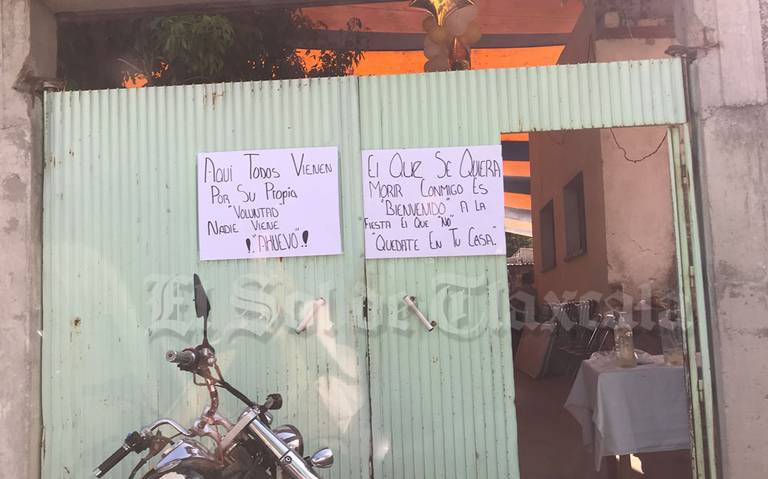 Aquí Todos Vienen
Por Su Propia
"Voluntad
Nadie Viene
¡"Ahuevo"!
El Que Se Quiera
Morir Conmigo Es
"Bienvenido" a la
Fiesta El Que "No"
"Quedate En Tu Casa."
El Sol de Tlaxcala